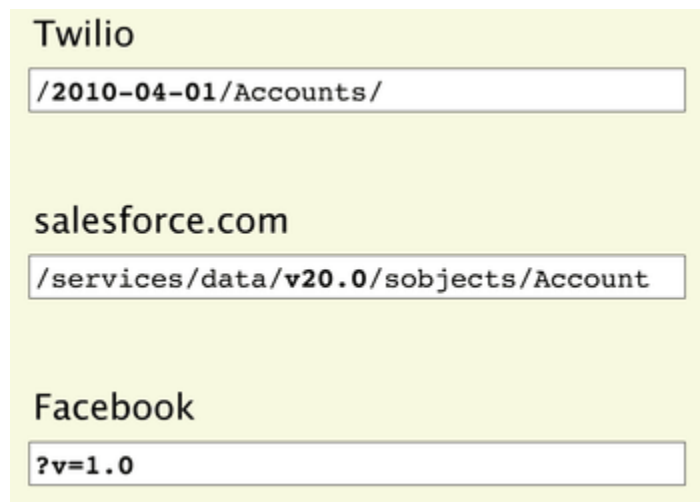 Twilio
/2010-04-01/Accounts/
salesforce.com
/services/data/v20.0/sobjects/Account
Facebook
?v=1.0